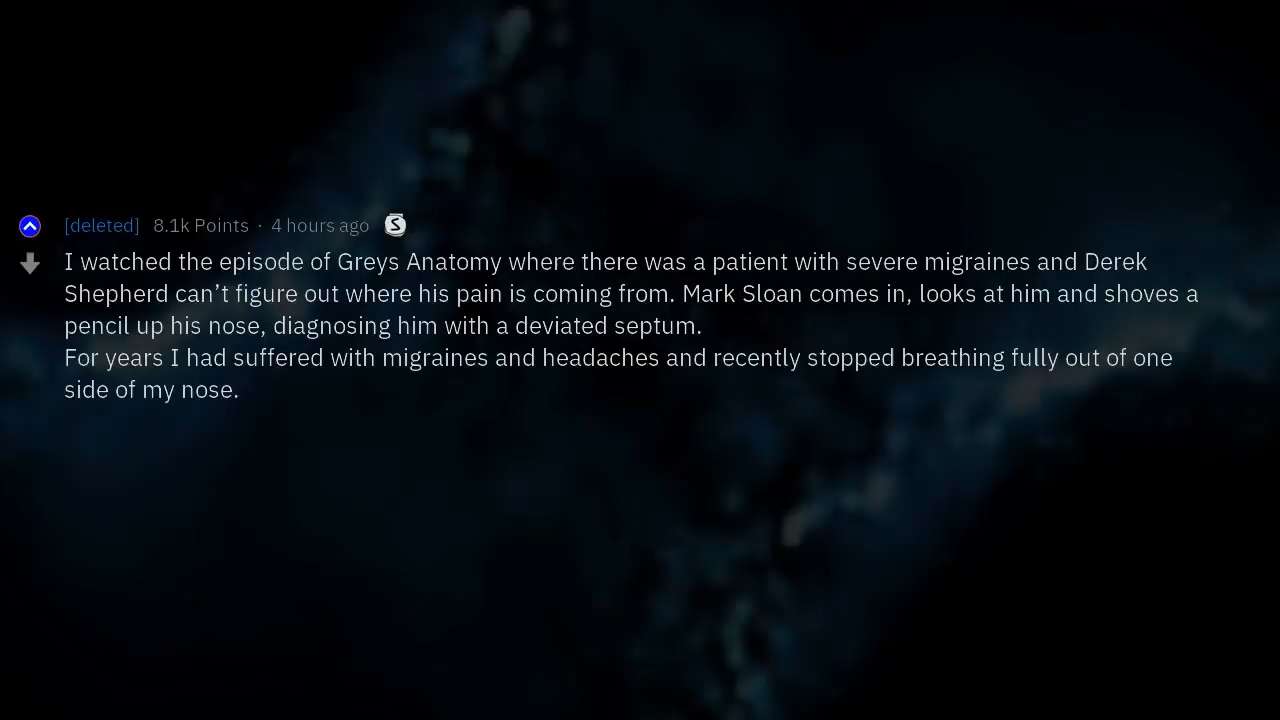 [deleted] 8.1k Points · 4 hours ago S
I watched the episode of Greys Anatomy where there was a patient with severe migraines and Derek
Shepherd can’t figure out where his pain is coming from. Mark Sloan comes in, looks at him and shoves a
pencil up his nose, diagnosing him with a deviated septum.
For years I had suffered with migraines and headaches and recently stopped breathing fully out of one
side of my nose.